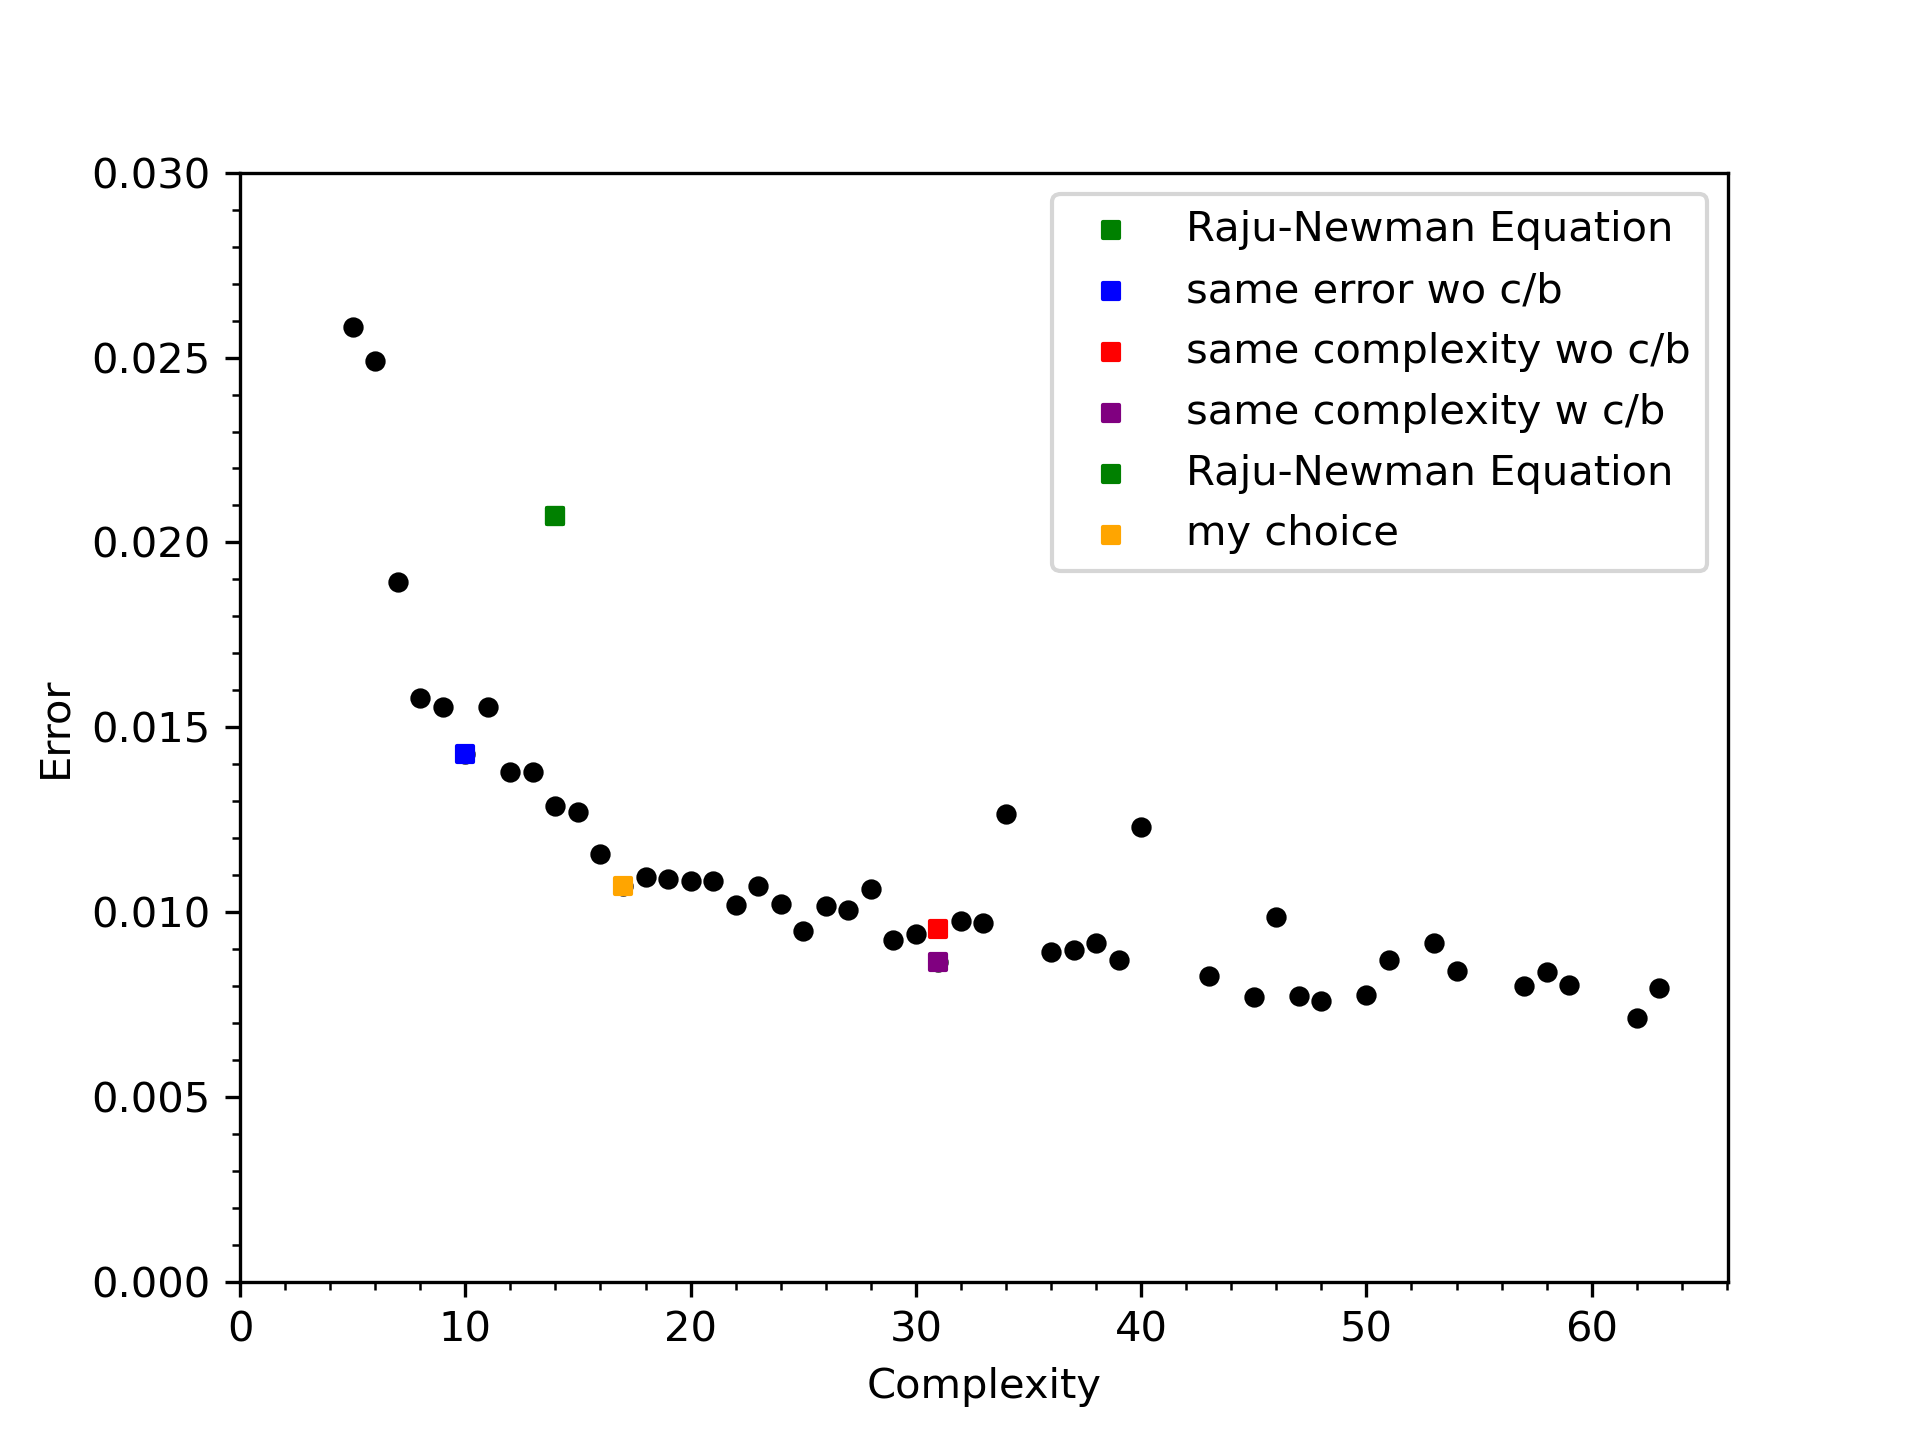 0.030
0.025
0.020
0.015
0.010
0.005
0.000
Error
0 10 20 30 40 50 60
Complexity
Raju-Newman Equation
same error wo c/b
same complexity wo c/b
same complexity w c/b
Raju-Newman Equation
my choice